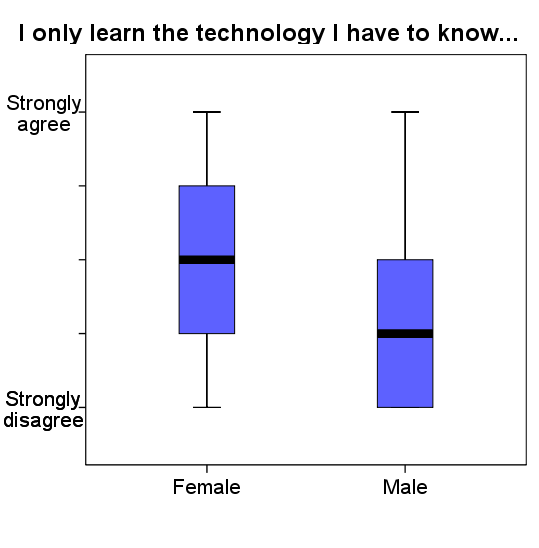 I only learn the technology I have to know...
Strongly
agree
Strongly
disagree
Female
Male